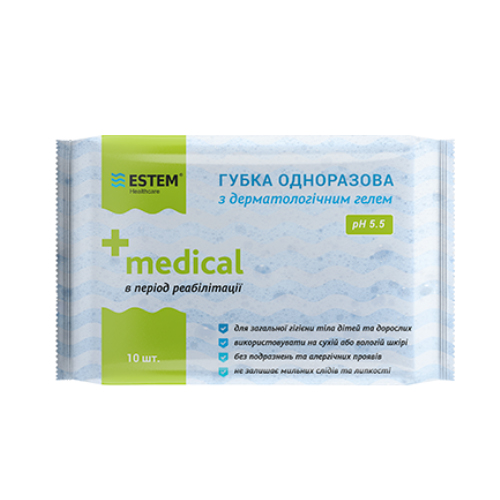 ESTEM®
Healthcare
ГУБКА ОДНОРАЗОВА
з дерматологічним гелем
pH 5.5
+medical
в період реабілітації
для загальної гігієни тіла дітей та дорослих
використовувати на сухій або вологій шкірі
без подразнень та алергічних проявів
не залишає мильних слідів та липкості
10 шт.